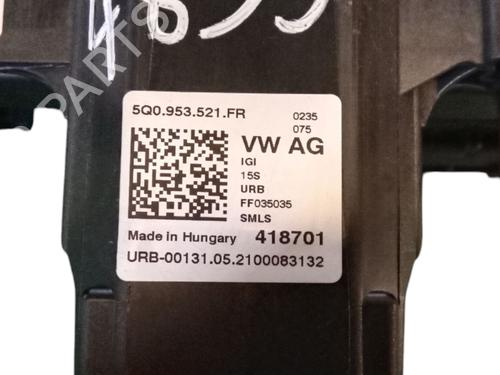 4855
5Q0.953.521.FR
0235
075
VW AG
IGI
15S
URB
FF035035
SMLS
Made in Hungary 418701
URB-00131.05.2100083132